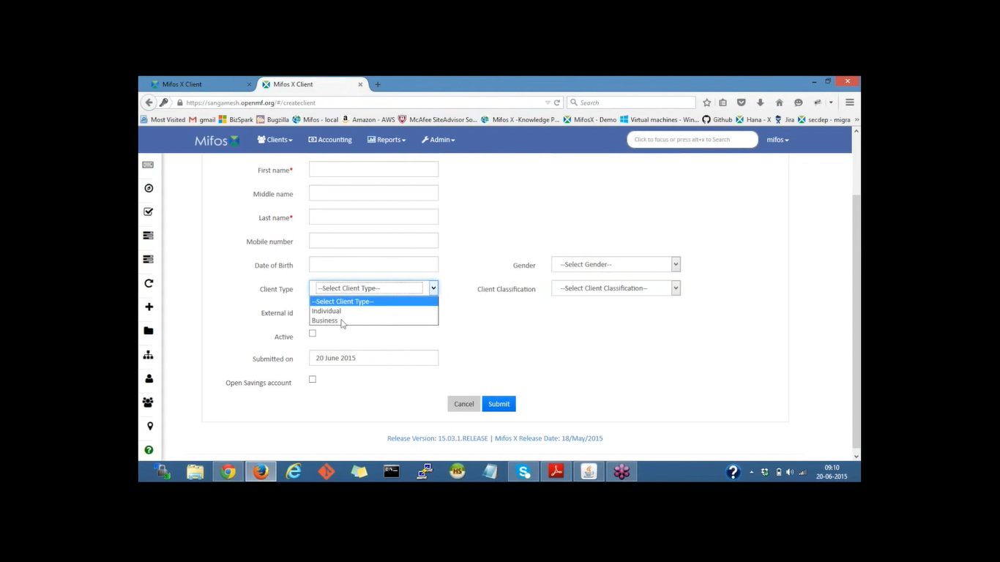 Mifos X Client
Mifos X Client
https://sangamesh.openmf.org/#/createclient
Search
Most Visited
gmail
BizSpark
Bugzilla
Mifos - local
Amazon - AWS
McAfee SiteAdvisor So...
Mifos X -Knowledge P...
MifosX - Demo
Virtual machines - Win...
Github
Hana - X
Jira
secdep - migra
Mifos
Clients
Accounting
Reports
Admin
Click to focus or press alt+x to Search
mifos
First name*
Middle name
Last name*
Mobile number
Date of Birth
Gender
--Select Gender--
Client Type
--Select Client Type--
Client Classification
--Select Client Classification--
--Select Client Type--
Individual
Business
External id
Active
Submitted on
20 June 2015
Open Savings account
Cancel
Submit
Release Version: 15.03.1.RELEASE | Mifos X Release Date: 18/May/2015
HS
09:10
20-06-2015